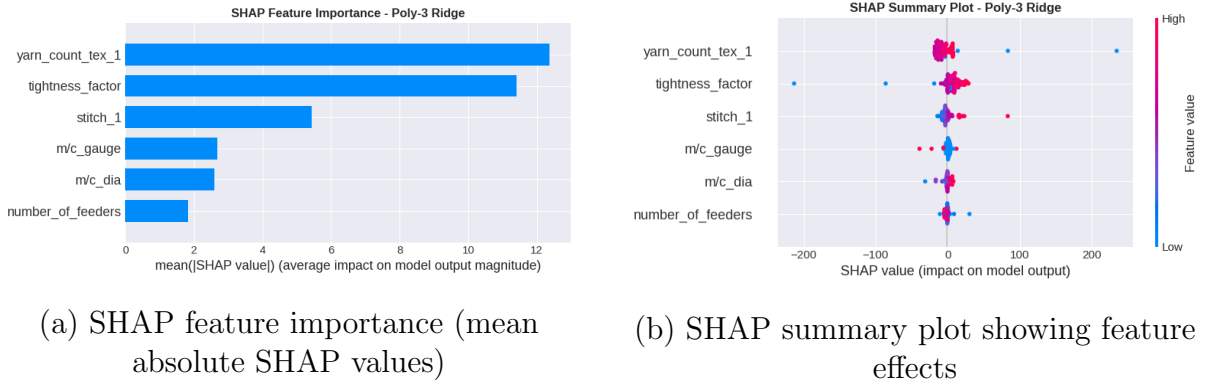 SHAP Feature Importance - Poly-3 Ridge
yarn_count_tex_1
tightness_factor
stitch_1
m/c_gauge
m/c_dia
number_of_feeders
0 2 4 6 8 10 12
mean(|SHAP value|) (average impact on model output magnitude)
(a) SHAP feature importance (mean
absolute SHAP values)
SHAP Summary Plot - Poly-3 Ridge
High
yarn_count_tex_1
tightness_factor
stitch_1
m/c_gauge
m/c_dia
number_of_feeders
Feature value
Low
−200 −100 0 100 200
SHAP value (impact on model output)
(b) SHAP summary plot showing feature
effects